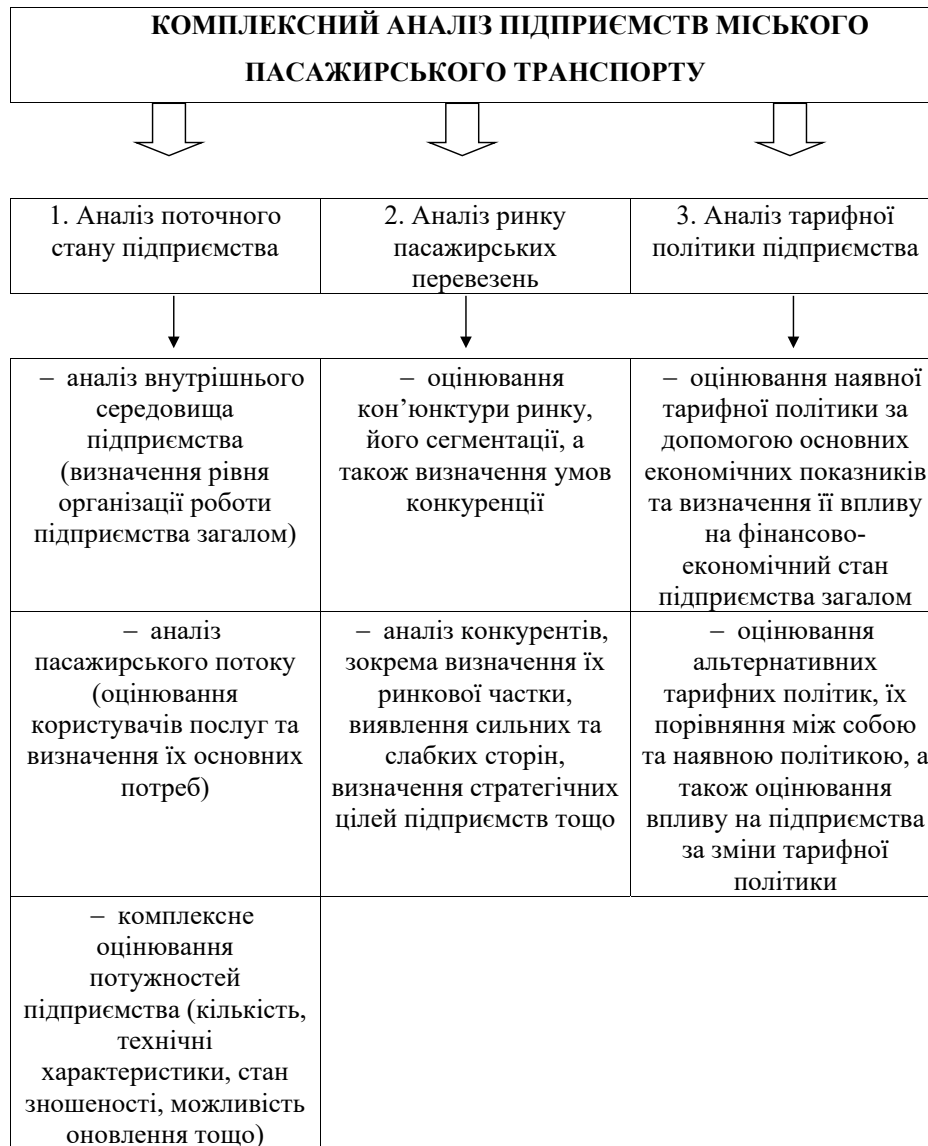 КОМПЛЕКСНИЙ АНАЛІЗ ПІДПРИЄМСТВ МІСЬКОГО
ПАСАЖИРСЬКОГО ТРАНСПОРТУ
1. Аналіз поточного
стану підприємства
2. Аналіз ринку
пасажирських
перевезень
3. Аналіз тарифної
політики підприємства
– аналіз внутрішнього
середовища
підприємства
(визначення рівня
організації роботи
підприємства загалом)
– оцінювання
кон’юнктури ринку,
його сегментації, а
також визначення умов
конкуренції
– оцінювання наявної
тарифної політики за
допомогою основних
економічних показників
та визначення її впливу
на фінансово-
економічний стан
підприємства загалом
– аналіз
пасажирського потоку
(оцінювання
користувачів послуг та
визначення їх основних
потреб)
– аналіз конкурентів,
зокрема визначення їх
ринкової частки,
виявлення сильних та
слабких сторін,
визначення стратегічних
цілей підприємств тощо
– оцінювання
альтернативних
тарифних політик, їх
порівняння між собою
та наявною політикою, а
також оцінювання
впливу на підприємства
за зміни тарифної
політики
– комплексне
оцінювання
потужностей
підприємства (кількість,
технічні
характеристики, стан
зношеності, можливість
оновлення тощо)